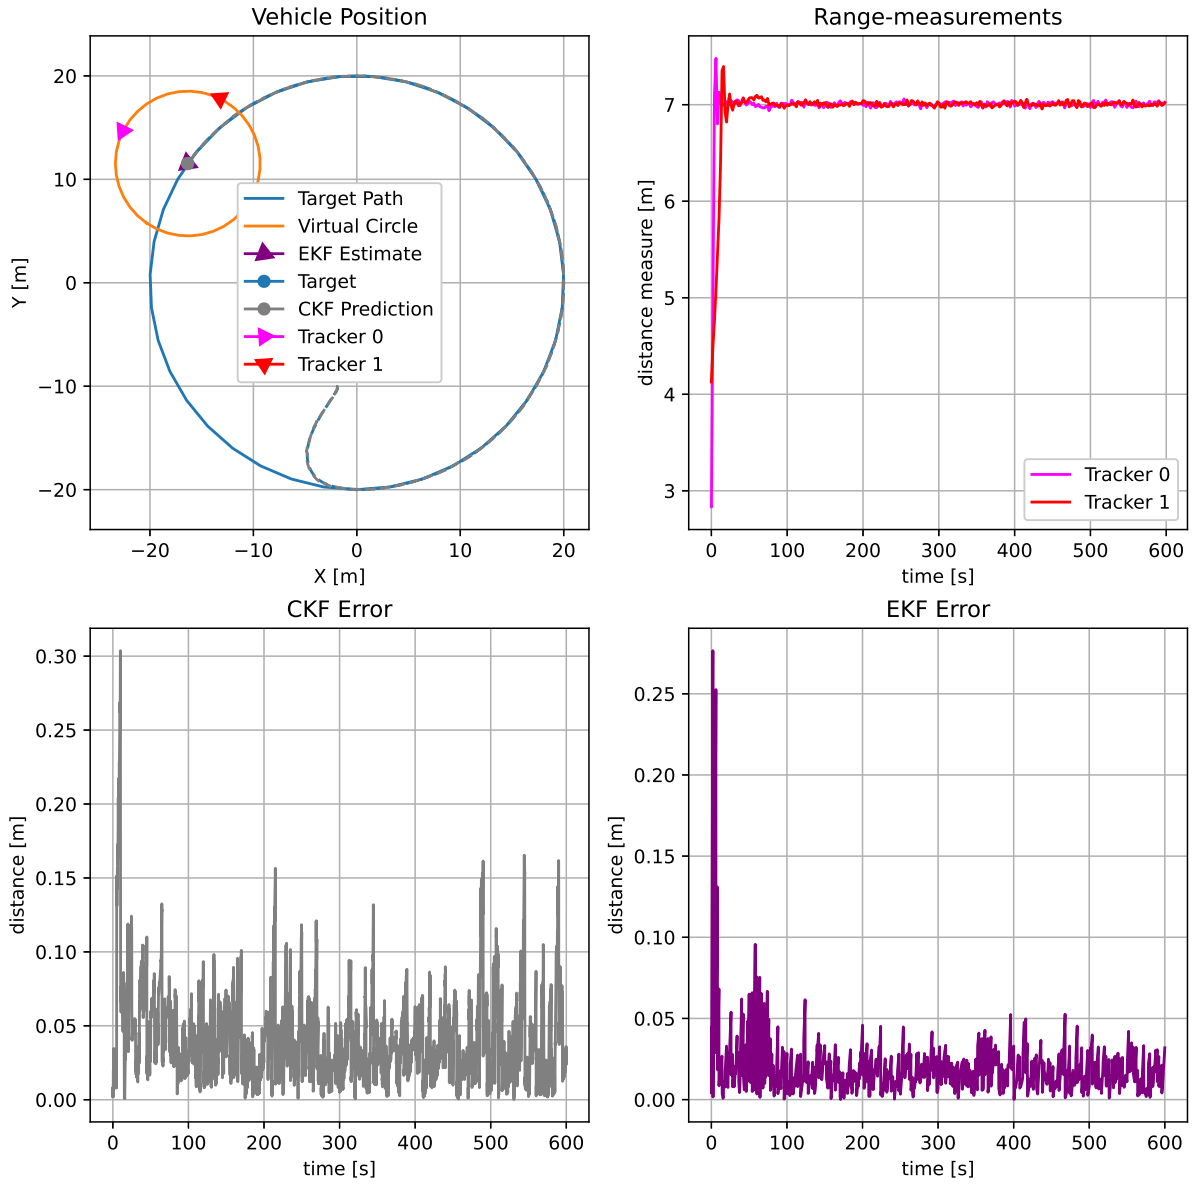 Vehicle Position
20
10
0
−10
−20
Y [m]
−20 −10 0 10 20
X [m]
Target Path
Virtual Circle
EKF Estimate
Target
CKF Prediction
Tracker 0
Tracker 1
Range-measurements
7
6
5
4
3
distance measure [m]
0 100 200 300 400 500 600
time [s]
Tracker 0
Tracker 1
CKF Error
0.30
0.25
0.20
0.15
0.10
0.05
0.00
distance [m]
0 100 200 300 400 500 600
time [s]
EKF Error
0.25
0.20
0.15
0.10
0.05
0.00
distance [m]
0 100 200 300 400 500 600
time [s]